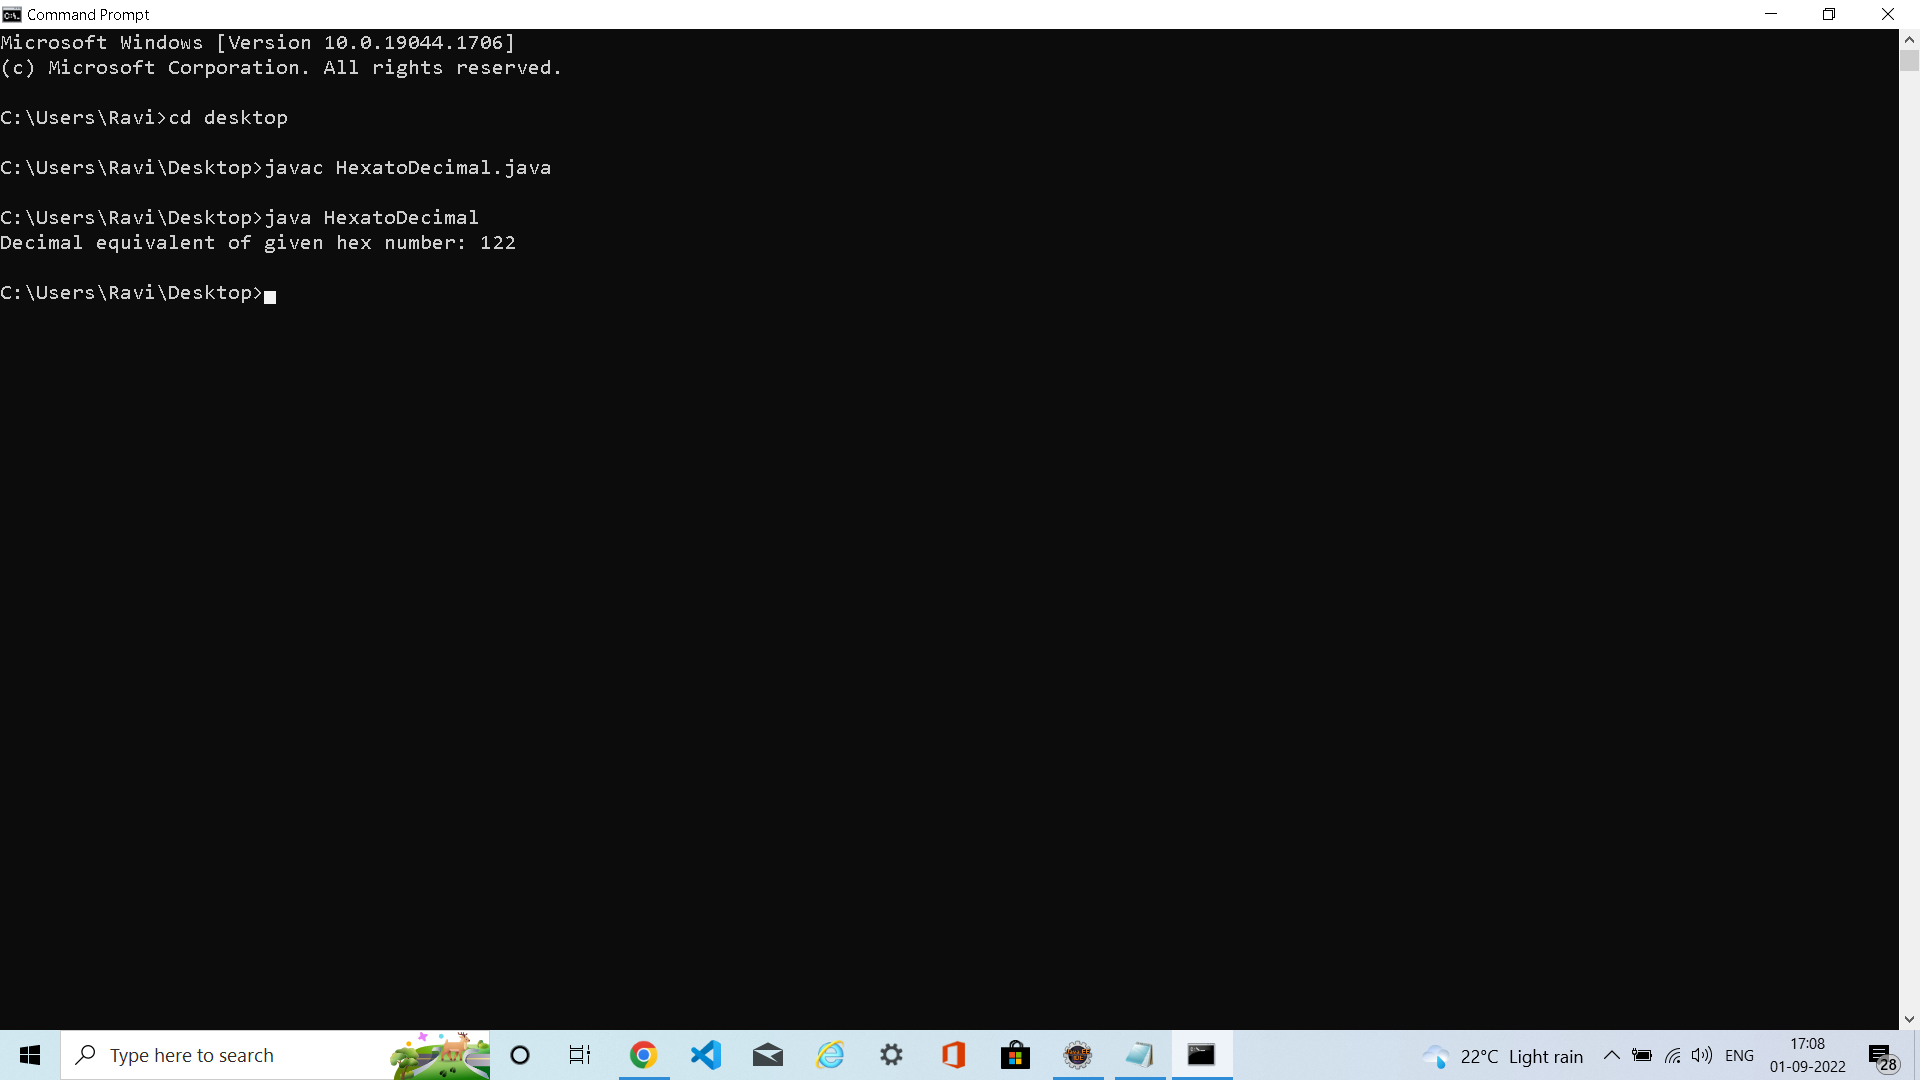 Command Prompt
Microsoft Windows [Version 10.0.19044.1706]
(c) Microsoft Corporation. All rights reserved.
C:\Users\Ravi>cd desktop
C:\Users\Ravi\Desktop>javac HexatoDecimal.java
C:\Users\Ravi\Desktop>java HexatoDecimal
Decimal equivalent of given hex number: 122
C:\Users\Ravi\Desktop>
Type here to search
22°C Light rain
ENG
17:08
01-09-2022
28